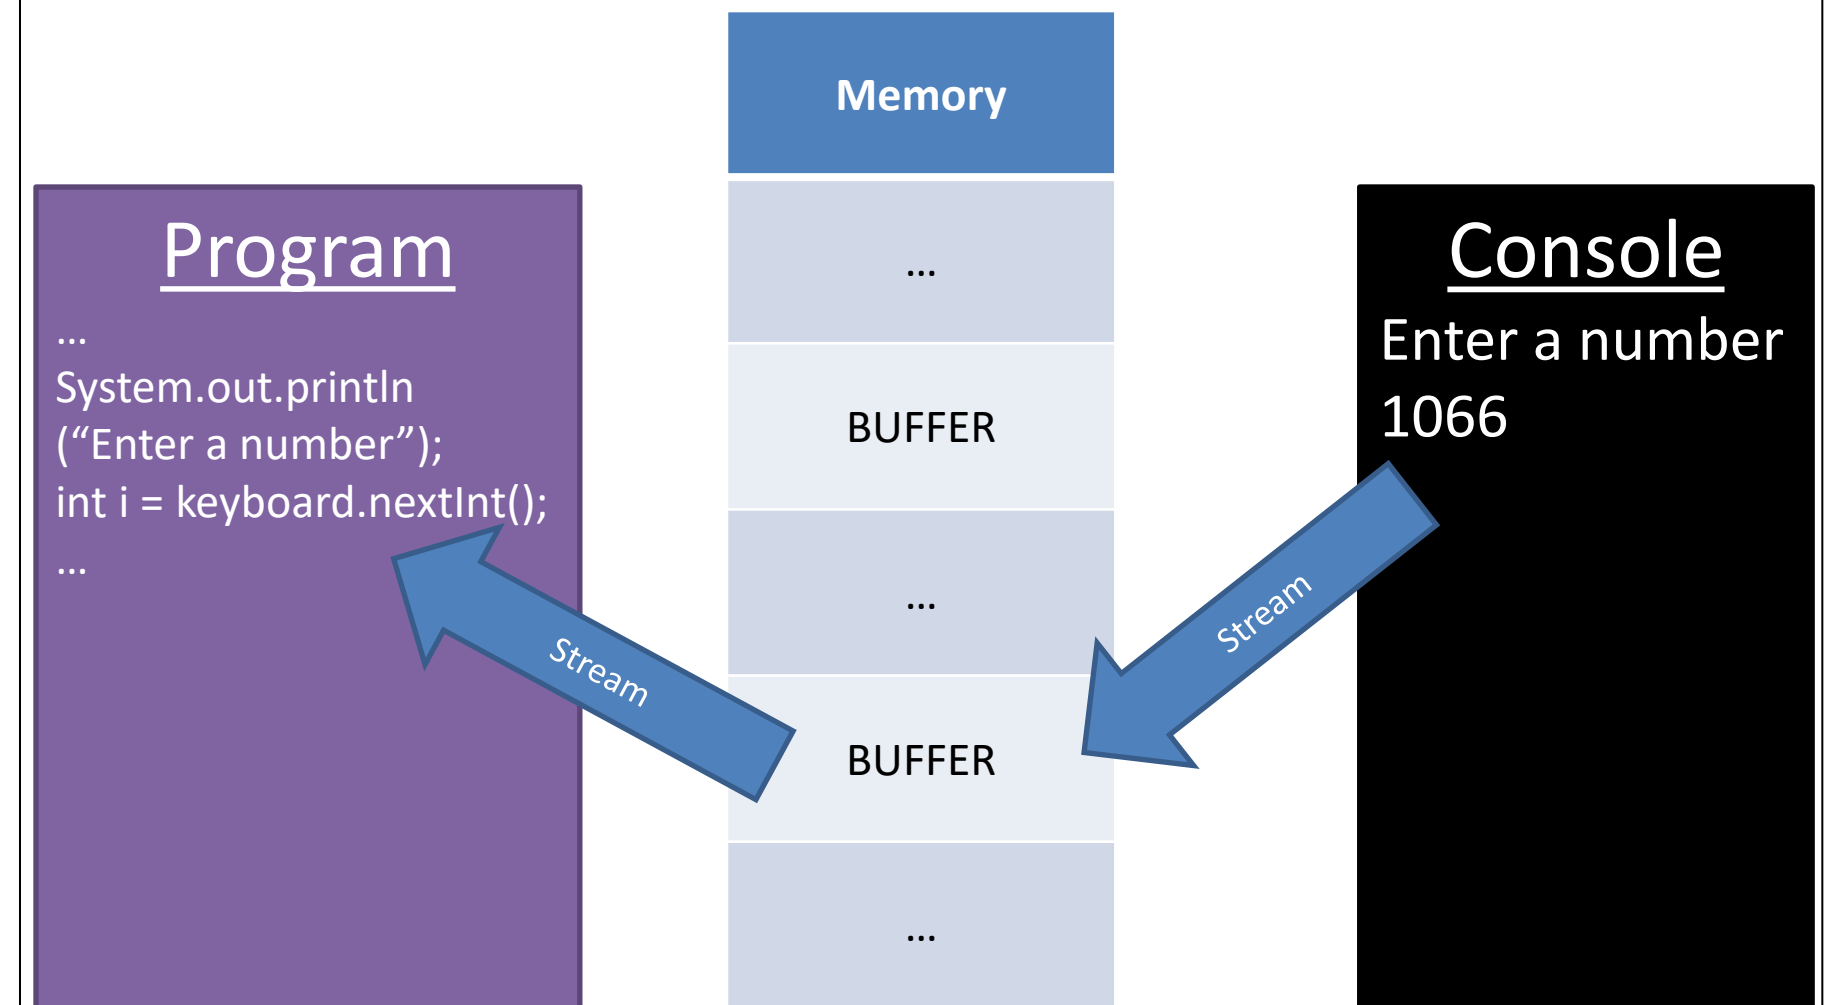 Memory
Program
…
System.out.println
(“Enter a number”);
int i = keyboard.nextInt();
…
Stream
…
BUFFER
…
BUFFER
…
Console
Enter a number
1066
Stream